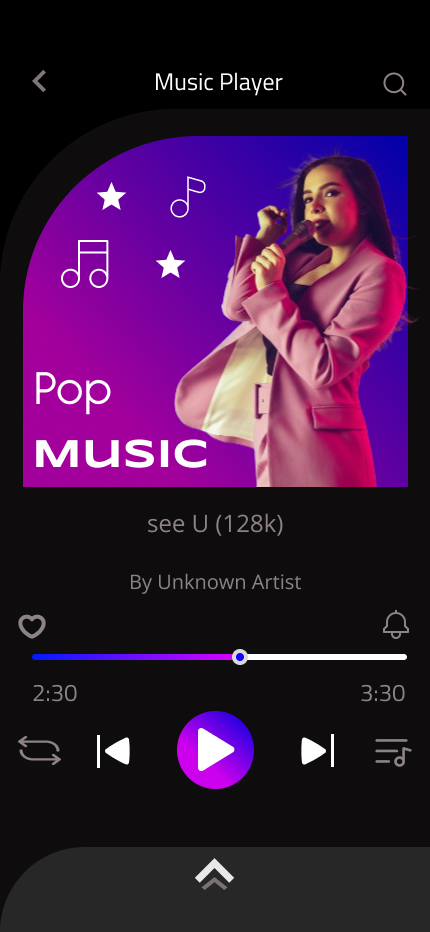 Music Player
Pop
MUSIC
see U (128k)
By Unknown Artist
2:30 3:30